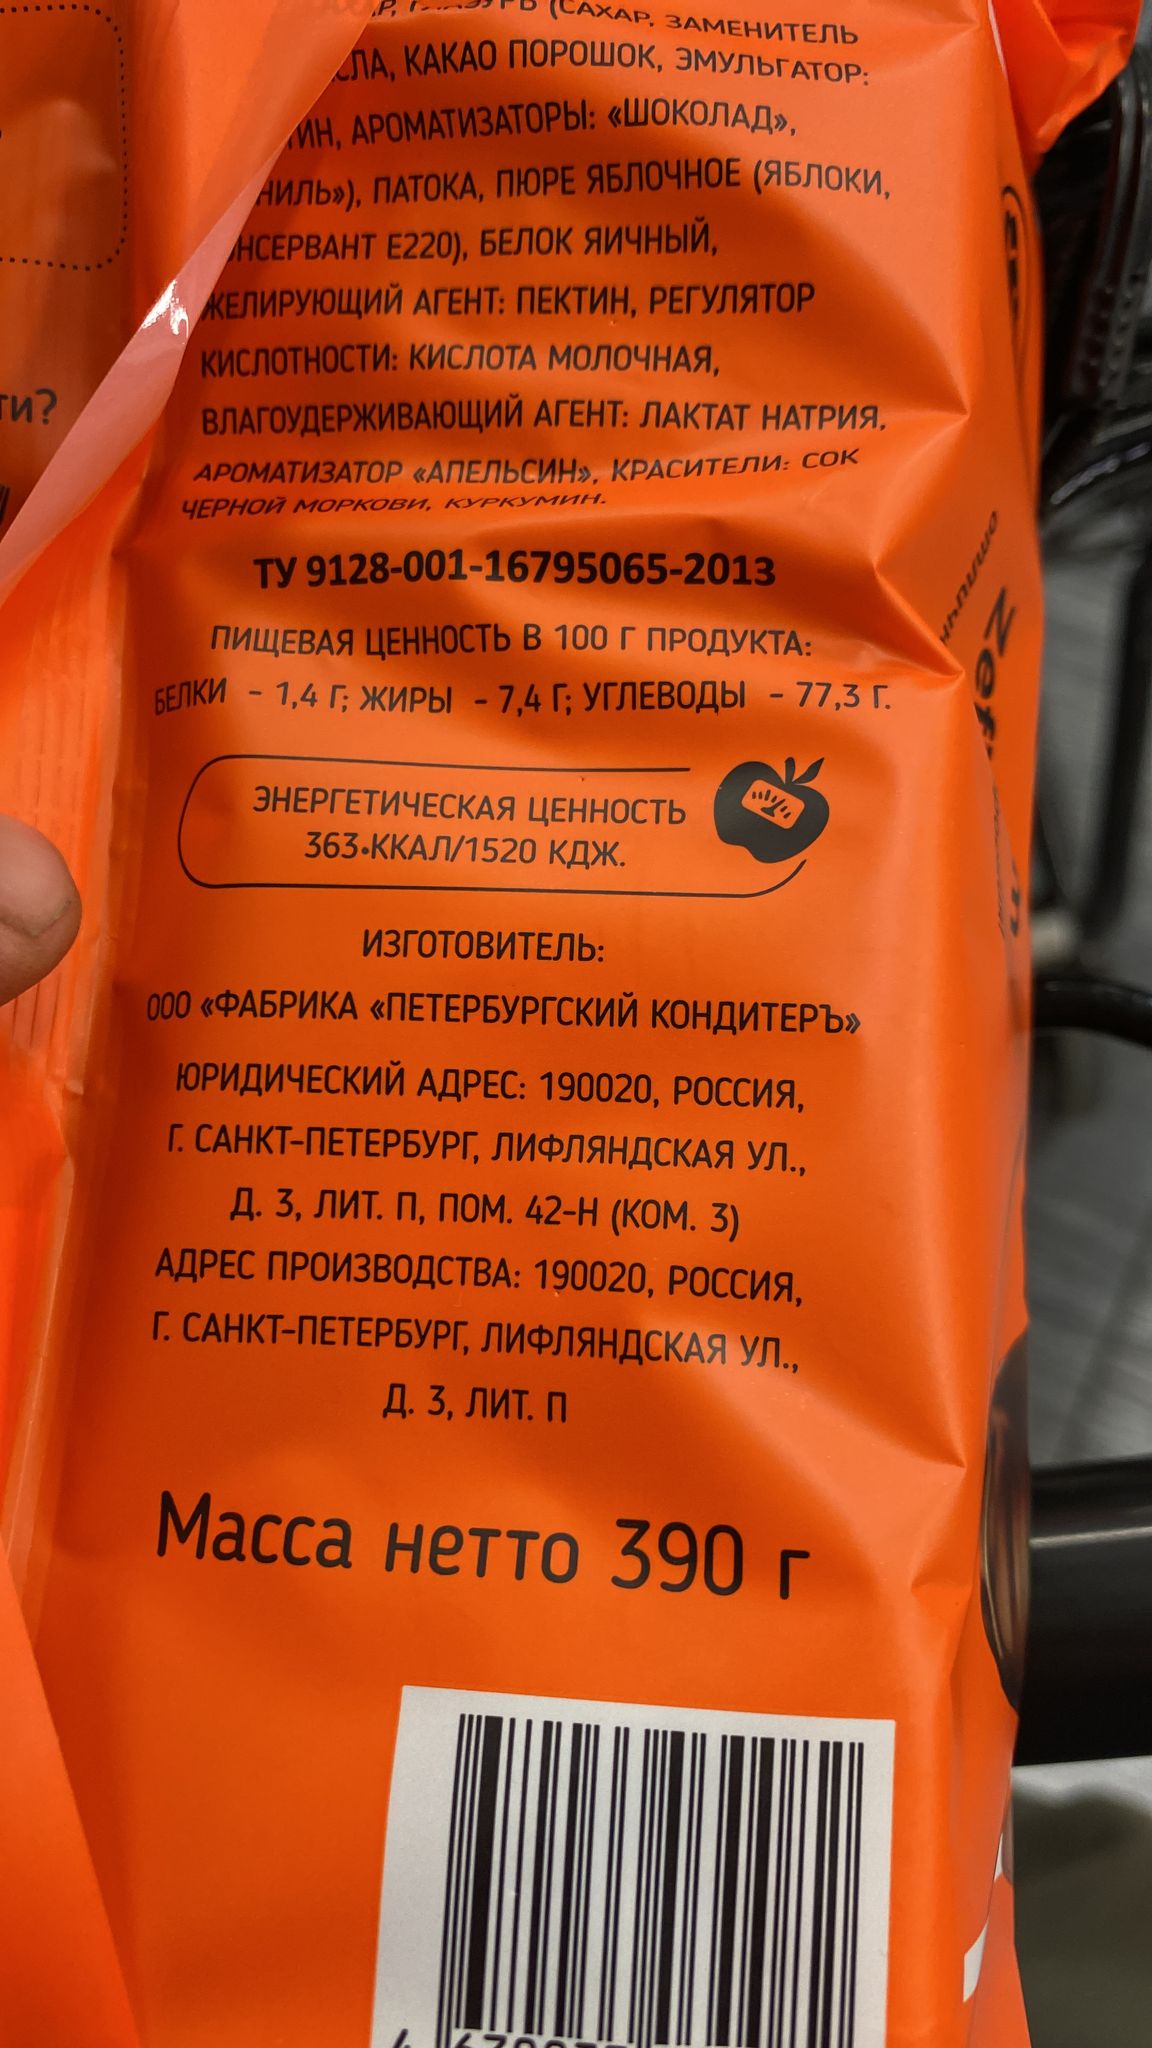 (САХАР, ЗАМЕНИТЕЛЬ
КАКАО ПОРОШОК, ЭМУЛЬГАТОР:
АРОМАТИЗАТОРЫ: «ШОКОЛАД»,
ПАТОКА, ПЮРЕ ЯБЛОЧНОЕ (ЯБЛОКИ,
Е220), БЕЛОК ЯИЧНЫЙ,
ЖЕЛИРУЮЩИЙ АГЕНТ: ПЕКТИН, РЕГУЛЯТОР
КИСЛОТНОСТИ: КИСЛОТА МОЛОЧНАЯ,
ВЛАГОУДЕРЖИВАЮЩИЙ АГЕНТ: ЛАКТАТ НАТРИЯ,
АРОМАТИЗАТОР «АПЕЛЬСИН», КРАСИТЕЛИ: СОК
ЧЕРНОЙ МОРКОВИ, КУРКУМИН.
ТУ 9128-001-16795065-2013
ПИЩЕВАЯ ЦЕННОСТЬ В 100 Г ПРОДУКТА:
БЕЛКИ - 1,4 Г; ЖИРЫ - 7,4 Г; УГЛЕВОДЫ - 77,3 Г.
ЭНЕРГЕТИЧЕСКАЯ ЦЕННОСТЬ
363•ККАЛ/1520 КДЖ.
ИЗГОТОВИТЕЛЬ:
ООО «ФАБРИКА «ПЕТЕРБУРГСКИЙ КОНДИТЕРЪ»
ЮРИДИЧЕСКИЙ АДРЕС: 190020, РОССИЯ,
Г. САНКТ-ПЕТЕРБУРГ, ЛИФЛЯНДСКАЯ УЛ.,
Д. 3, ЛИТ. П, ПОМ. 42-Н (КОМ. 3)
АДРЕС ПРОИЗВОДСТВА: 190020, РОССИЯ,
Г. САНКТ-ПЕТЕРБУРГ, ЛИФЛЯНДСКАЯ УЛ.,
Д. 3, ЛИТ. П
Масса нетто 390 г